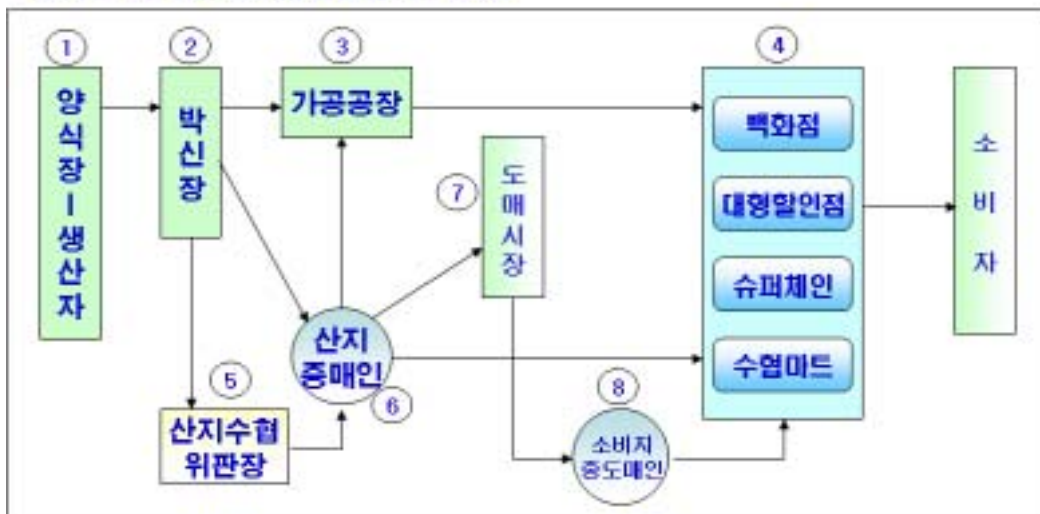 ①
양식장ㅡ생산자
②
박신장
③
가공공장
④
백화점
대형할인점
슈퍼체인
수협마트
소비자
⑦
도매시장
산지
중매인
⑥
⑤
산지수협
위판장
⑧
소비지
중도매인